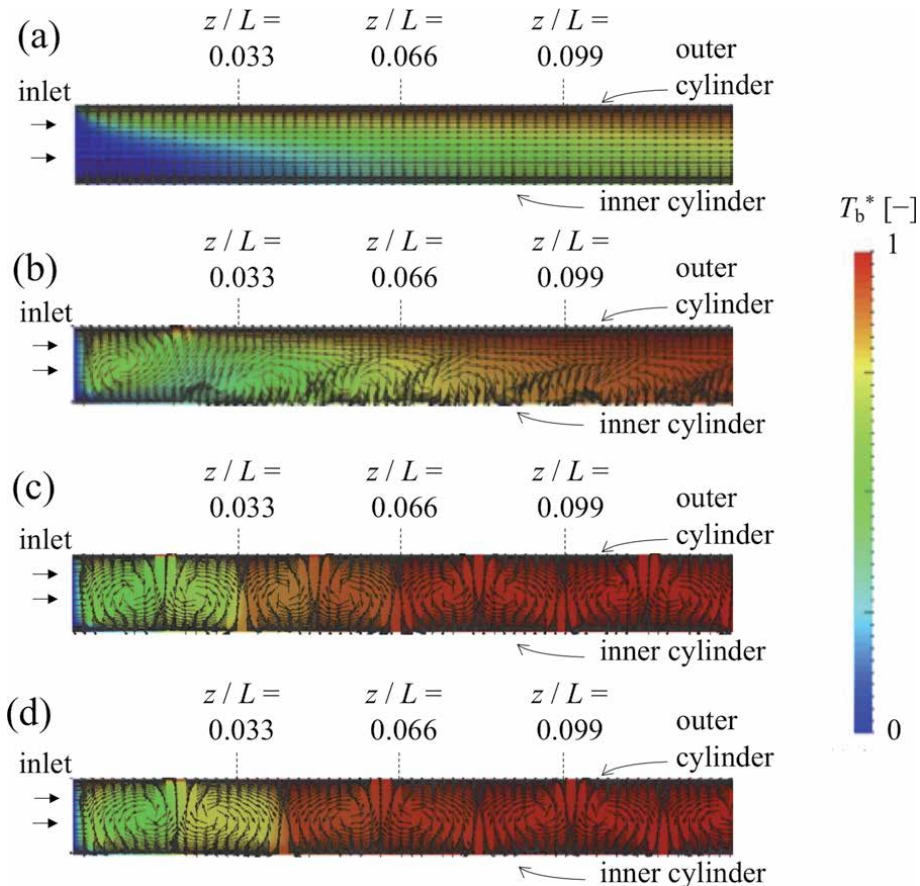 (a)
z / L = z / L = z / L =
0.033 0.066 0.099
outer
cylinder
inlet
inner cylinder
T_b* [−]
1
0
(b)
z / L = z / L = z / L =
0.033 0.066 0.099
outer
cylinder
inlet
inner cylinder
(c)
z / L = z / L = z / L =
0.033 0.066 0.099
outer
cylinder
inlet
inner cylinder
(d)
z / L = z / L = z / L =
0.033 0.066 0.099
outer
cylinder
inlet
inner cylinder